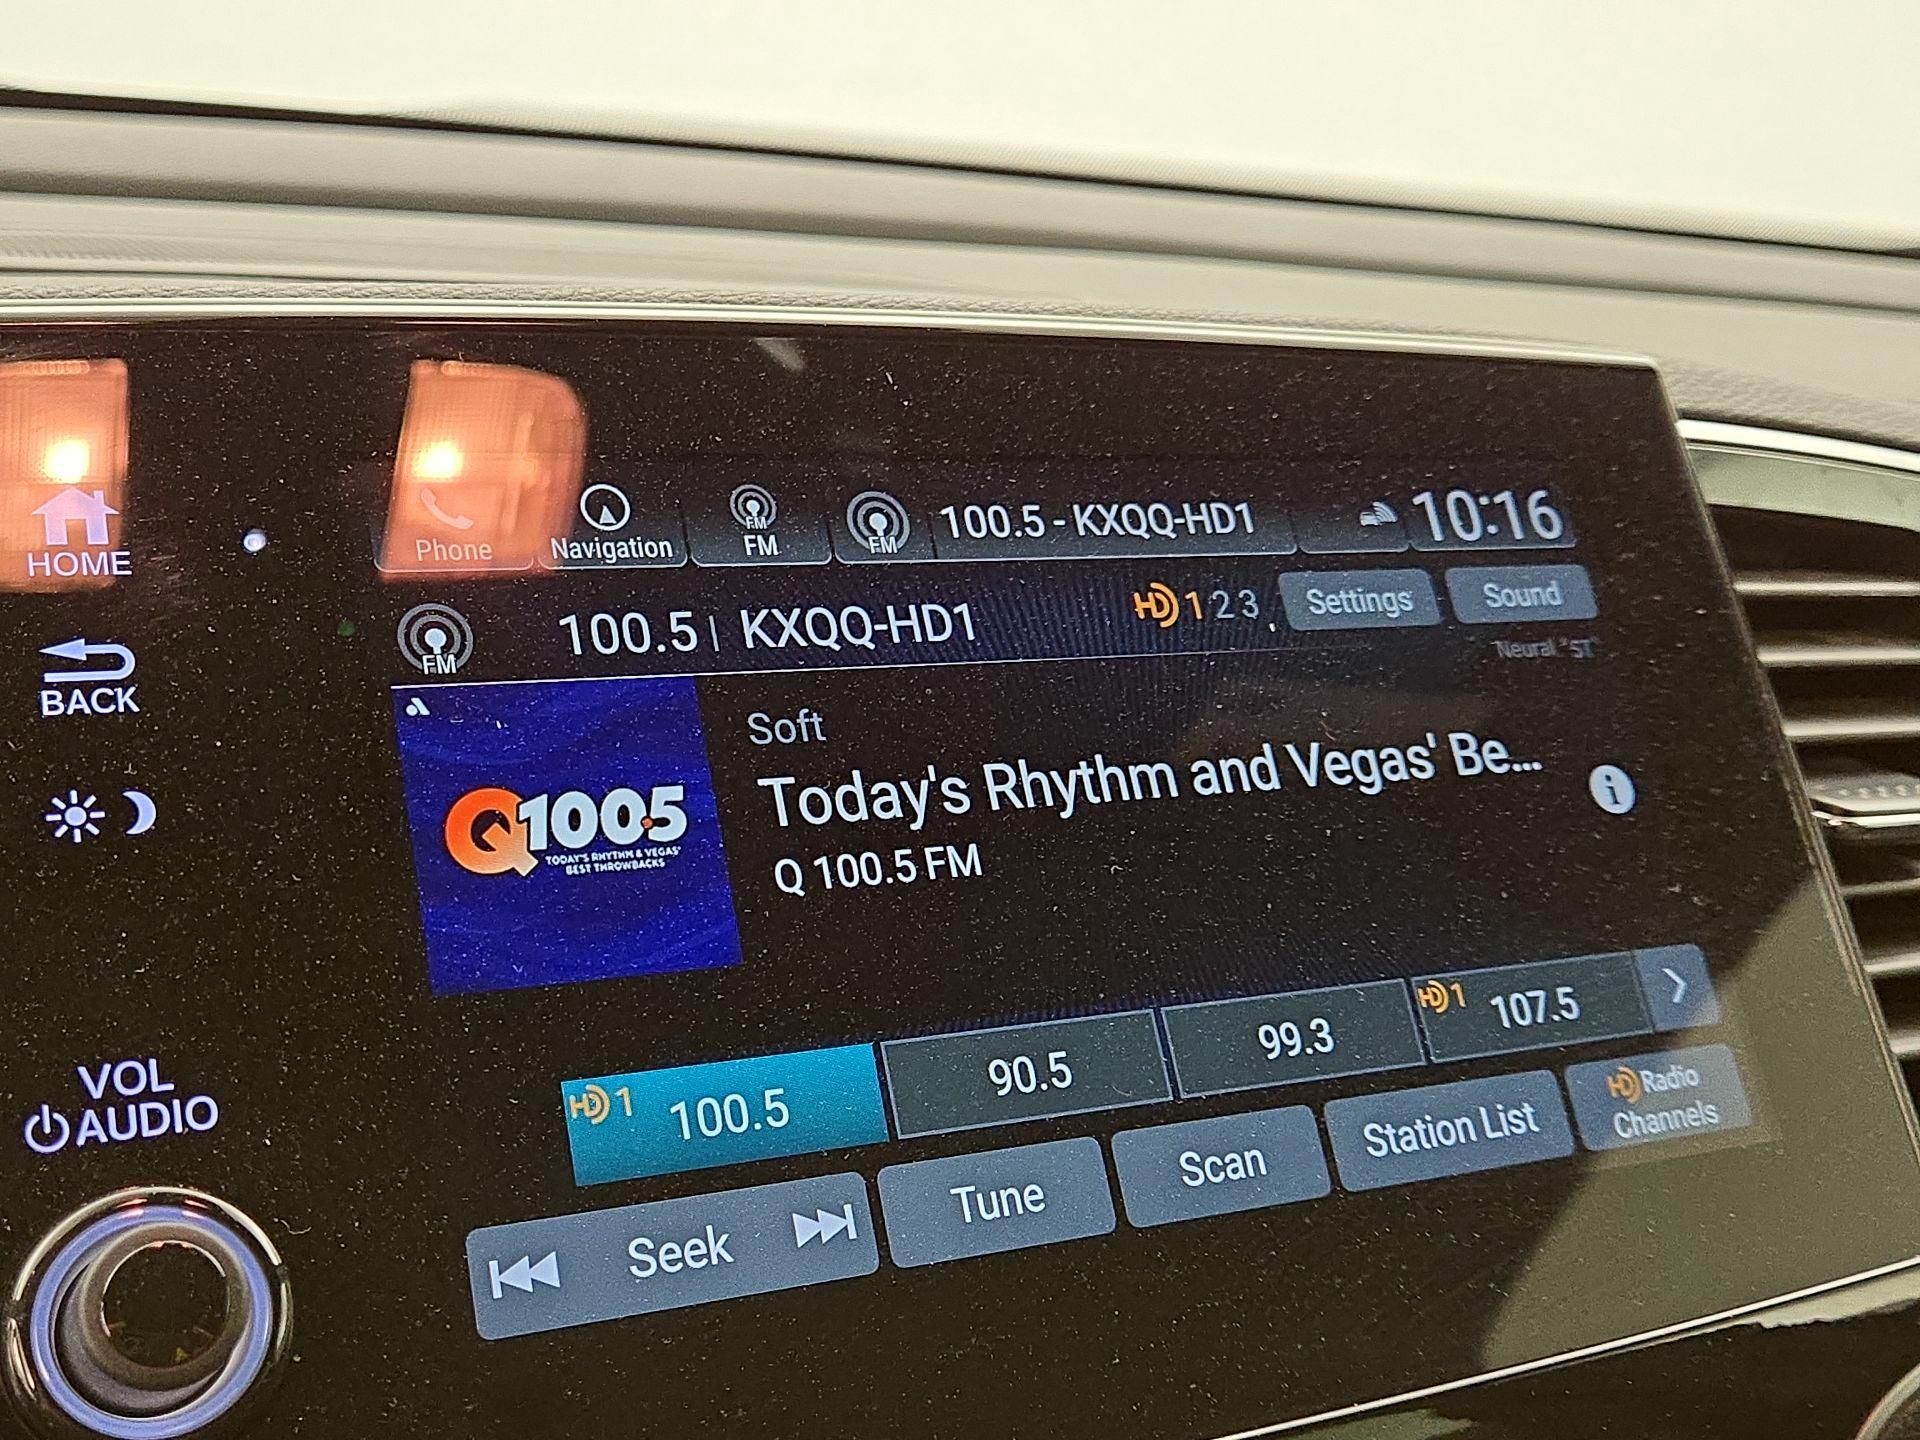 HOME
BACK
VOL
AUDIO
Phone
Navigation
FM
FM
FM
100.5 - KXQQ-HD1
10:16
FM
100.5 | KXQQ-HD1
HD 1 2 3
Settings
Sound
Neural
Soft
Today's Rhythm and Vegas' Be...
Q 100.5 FM
i
Q100.5
TODAY'S RHYTHM & VEGAS'
BEST THROWBACKS
HD 1 100.5
90.5
99.3
HD 1 107.5
Seek
Tune
Scan
Station List
HD Radio
Channels